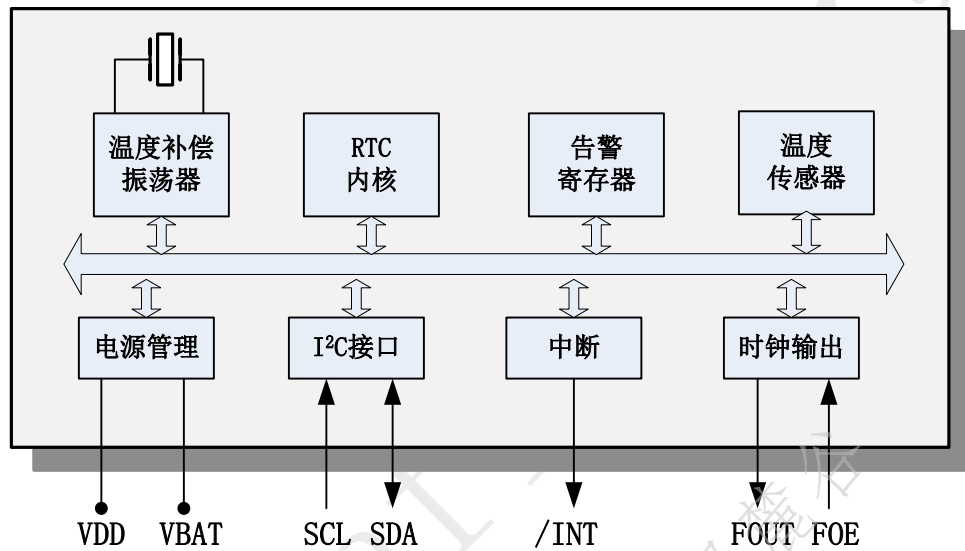 温度补偿
振荡器
RTC
内核
告警
寄存器
温度
传感器
电源管理
I²C接口
中断
时钟输出
VDD VBAT SCL SDA /INT FOUT FOE